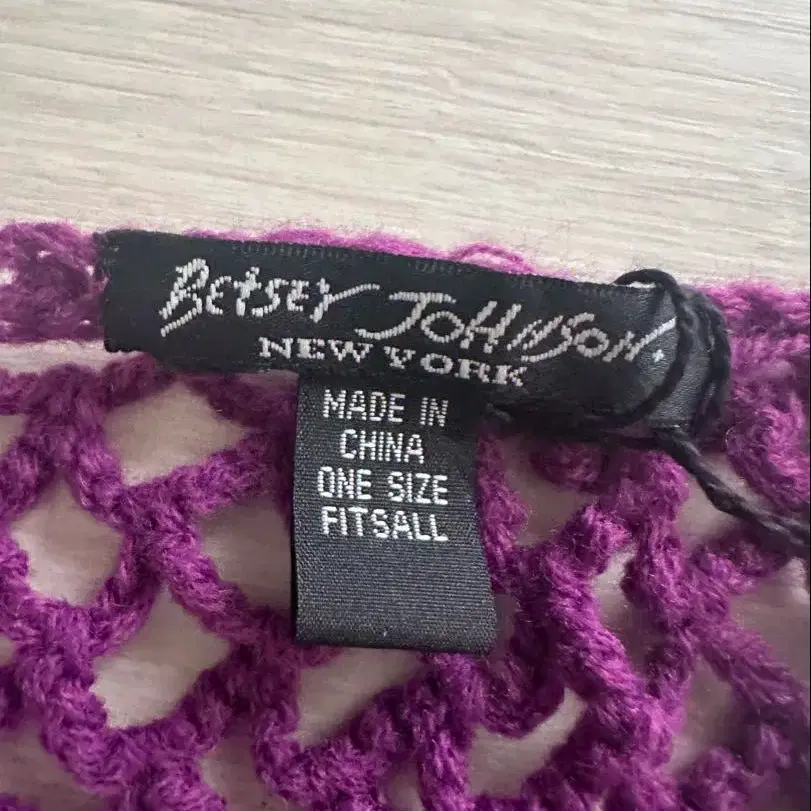 BETSEY JOHNSON.
NEW YORK
MADE IN
CHINA
ONE SIZE
FITSALL